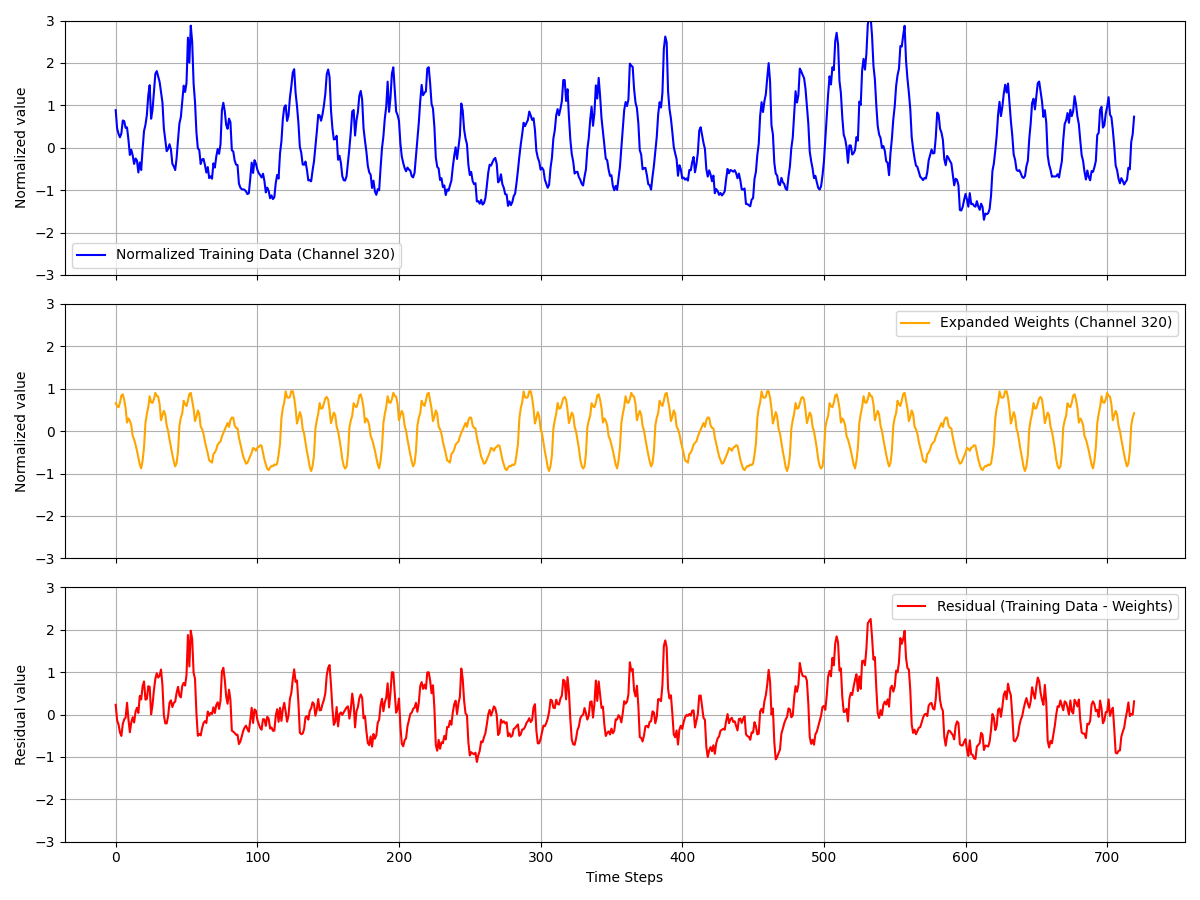 3
2
1
0
−1
−2
−3
Normalized value
Normalized Training Data (Channel 320)
3
2
1
0
−1
−2
−3
Normalized value
Expanded Weights (Channel 320)
3
2
1
0
−1
−2
−3
Residual value
Residual (Training Data - Weights)
0 100 200 300 400 500 600 700
Time Steps